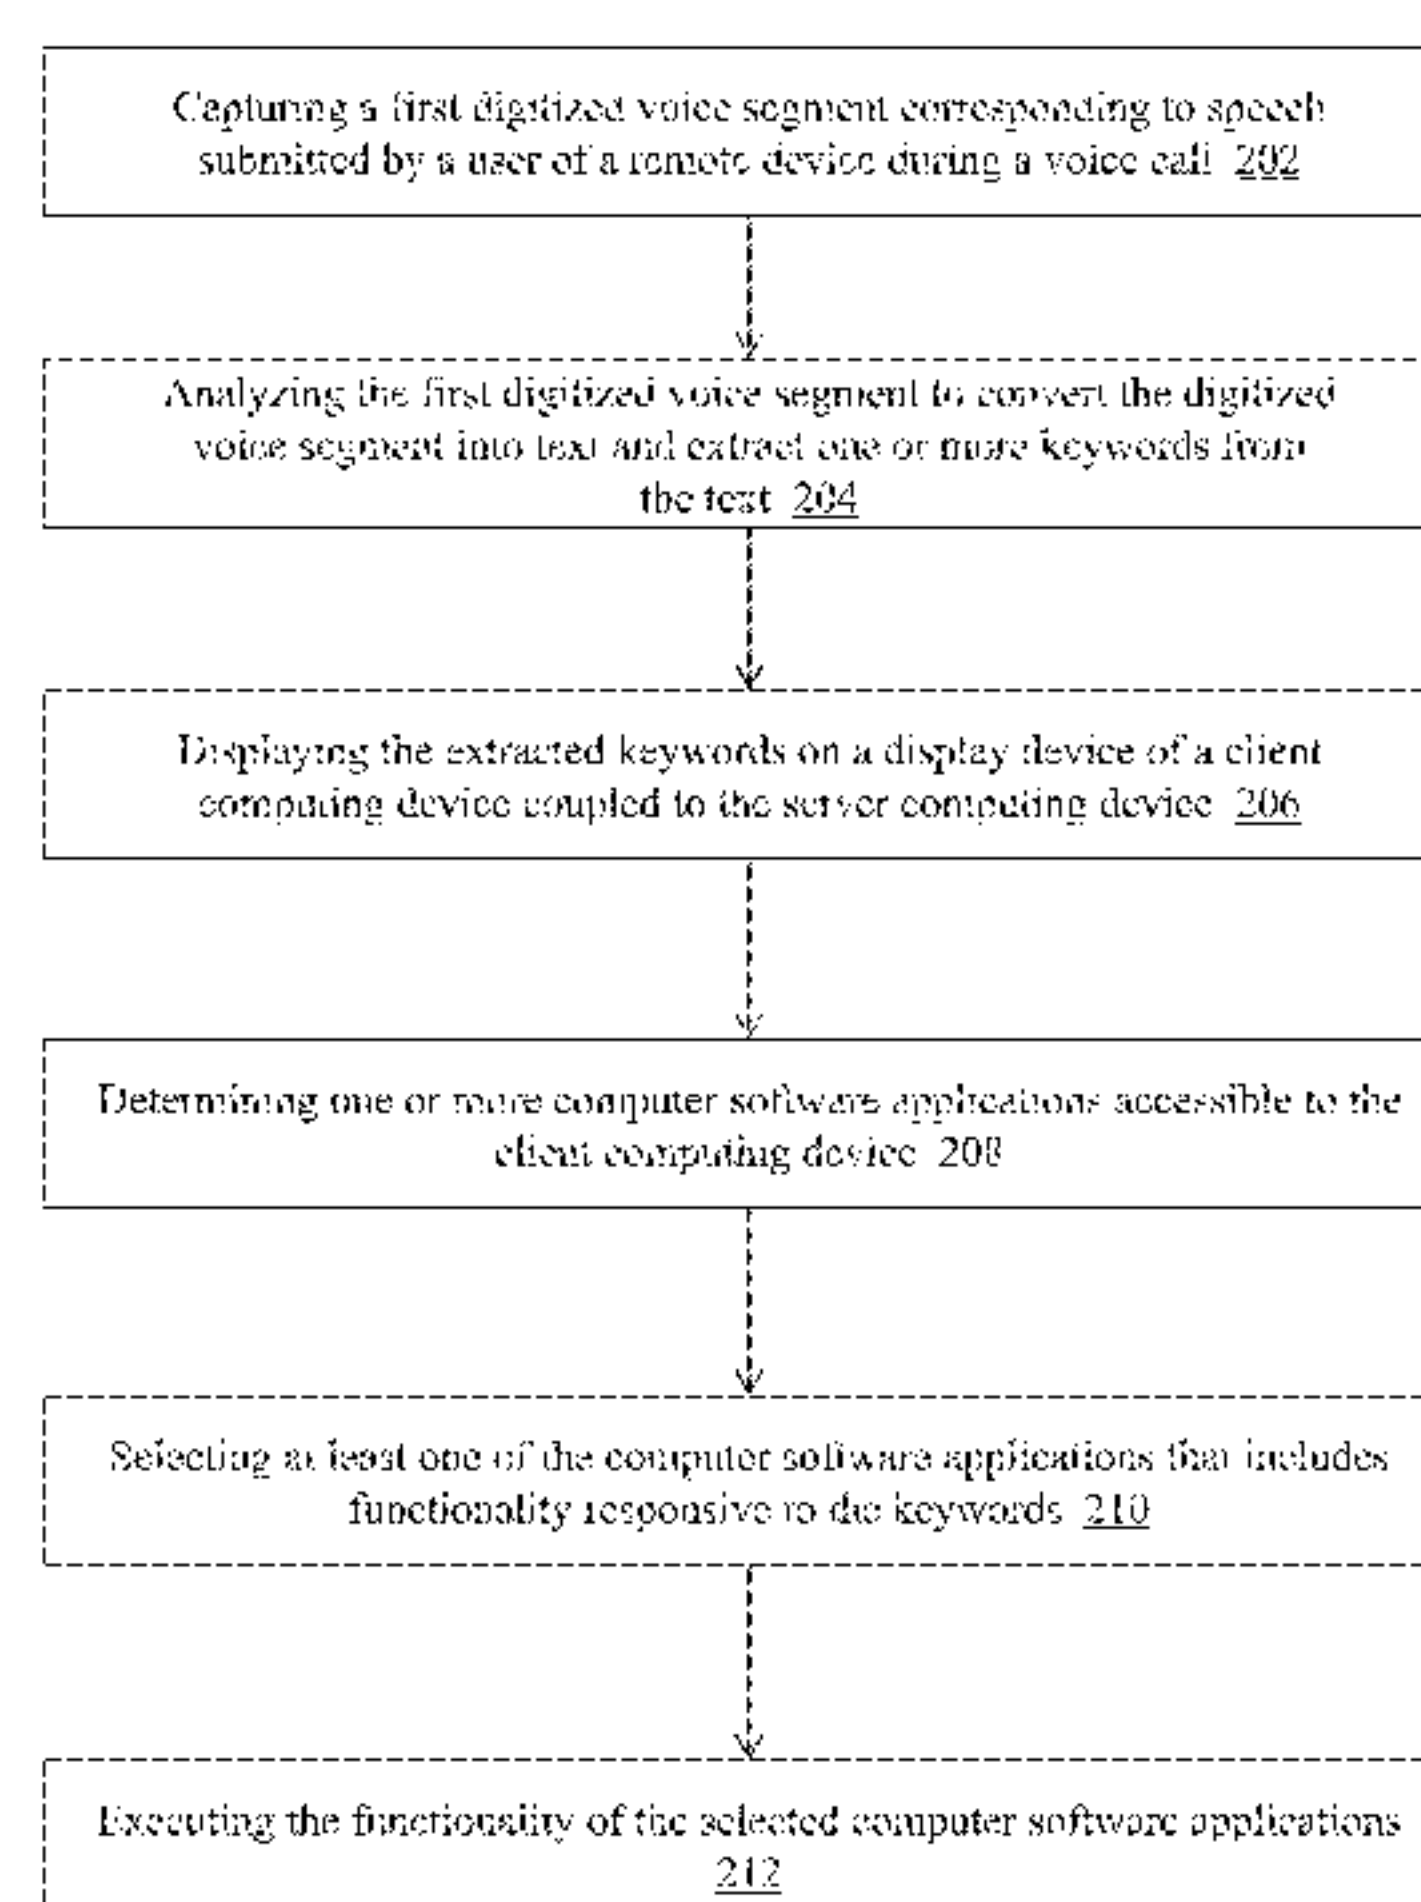 Capturing a first digitized voice segment corresponding to speech
submitted by a user of a remote device during a voice call 202
Analyzing the first digitized voice segment to convert the digitized
voice segment into text and extract one or more keywords from
the text 204
Displaying the extracted keywords on a display device of a client
computing device coupled to the server computing device 206
Determining one or more computer software applications accessible to the
client computing device 208
Selecting at least one of the computer software applications that includes
functionality responsive to the keywords 210
Executing the functionality of the selected computer software applications
212